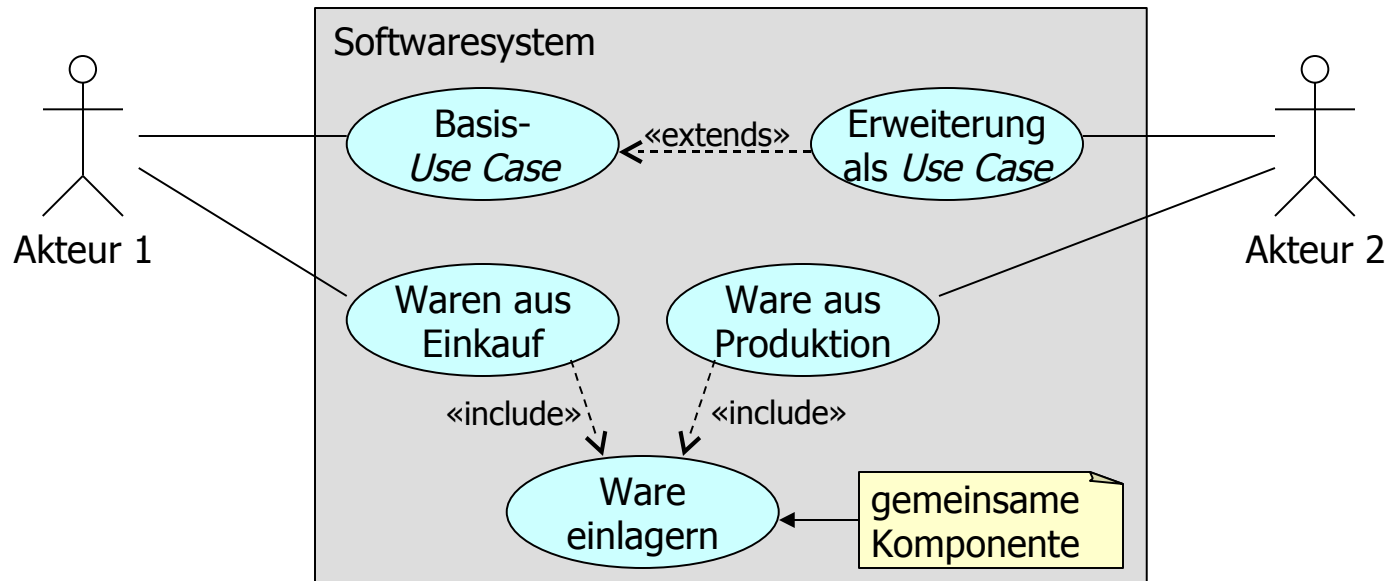 Softwaresystem
Basis-
Use Case
«extends»
Erweiterung
als Use Case
Akteur 1
Akteur 2
Waren aus
Einkauf
Ware aus
Produktion
«include»
«include»
Ware
einlagern
gemeinsame
Komponente